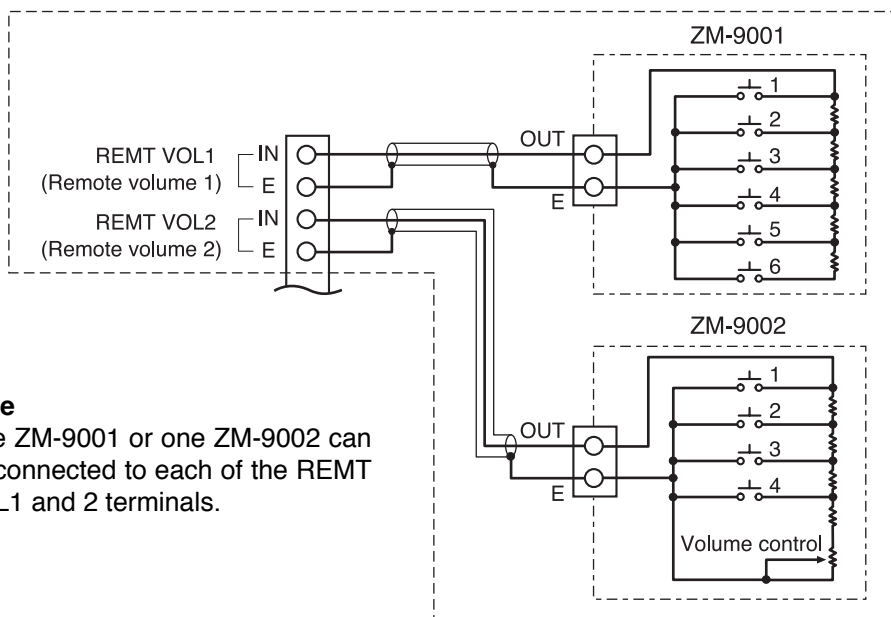 ZM-9001
1
2
3
4
5
6
OUT
E
REMT VOL1
(Remote volume 1)
IN
E
REMT VOL2
(Remote volume 2)
IN
E
ZM-9002
1
2
3
4
OUT
E
Volume control
ZM-9001 or one ZM-9002 can
connected to each of the REMT
1 and 2 terminals.